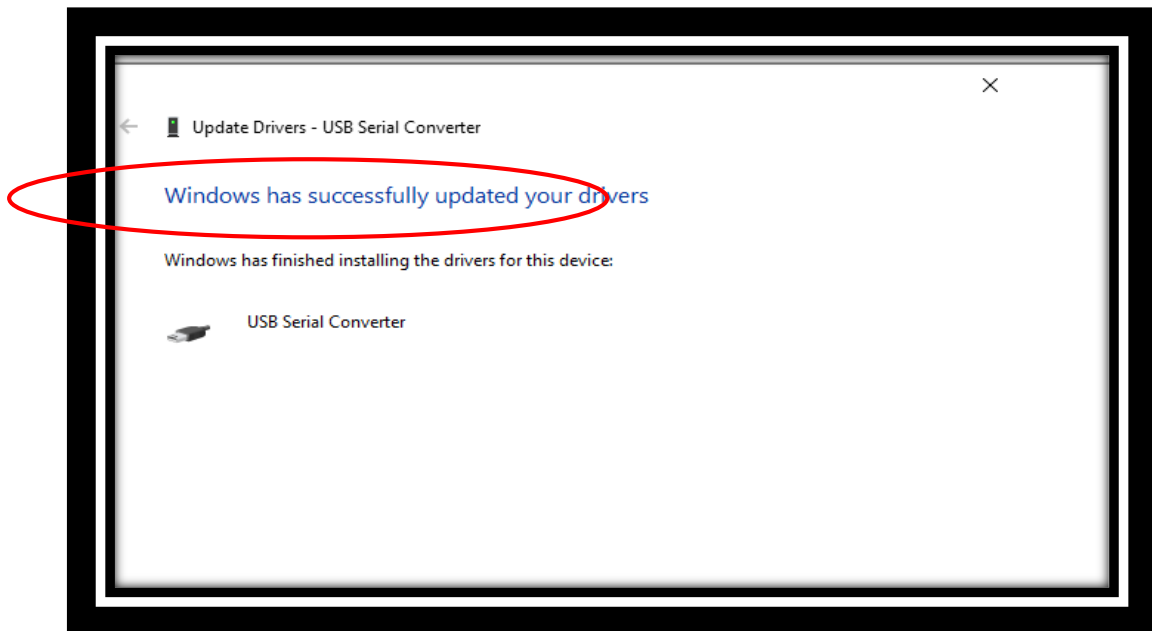 Update Drivers - USB Serial Converter
Windows has successfully updated your drivers
Windows has finished installing the drivers for this device:
USB Serial Converter